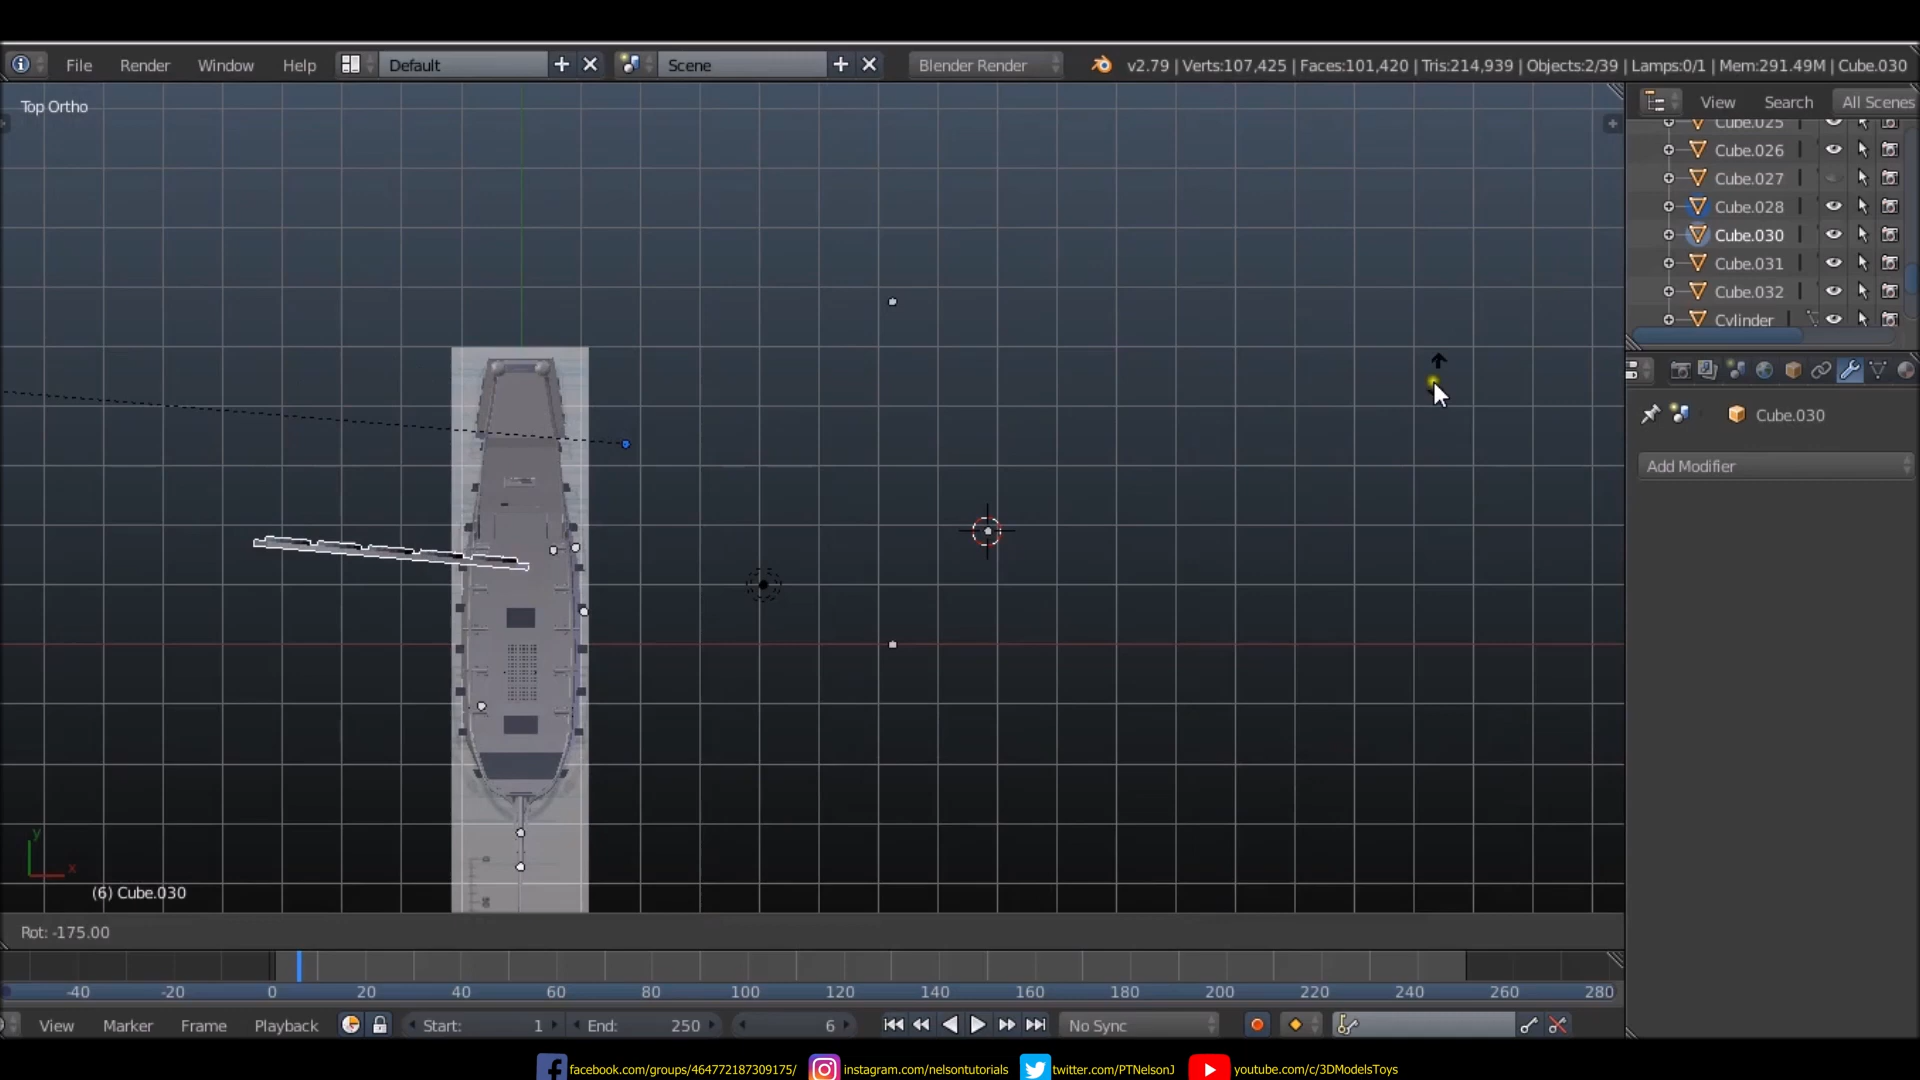 File Render Window Help Default Scene Blender Render v2.79 | Verts:107,425 | Faces:101,420 | Tris:214,939 | Objects:2/39 | Lamps:0/1 | Mem:291.49M | Cube.030
Top Ortho
View Search All Scenes
Cube.025
Cube.026
Cube.027
Cube.028
Cube.030
Cube.031
Cube.032
Cylinder
Cube.030
Add Modifier
y
x
(6) Cube.030
Rot: -175.00
-40 -20 0 20 40 60 80 100 120 140 160 180 200 220 240 260 280
View Marker Frame Playback Start: 1 End: 250 6 No Sync
facebook.com/groups/464772187309175/ instagram.com/nelsontutorials twitter.com/PTNelsonJ youtube.com/c/3DModelsToys